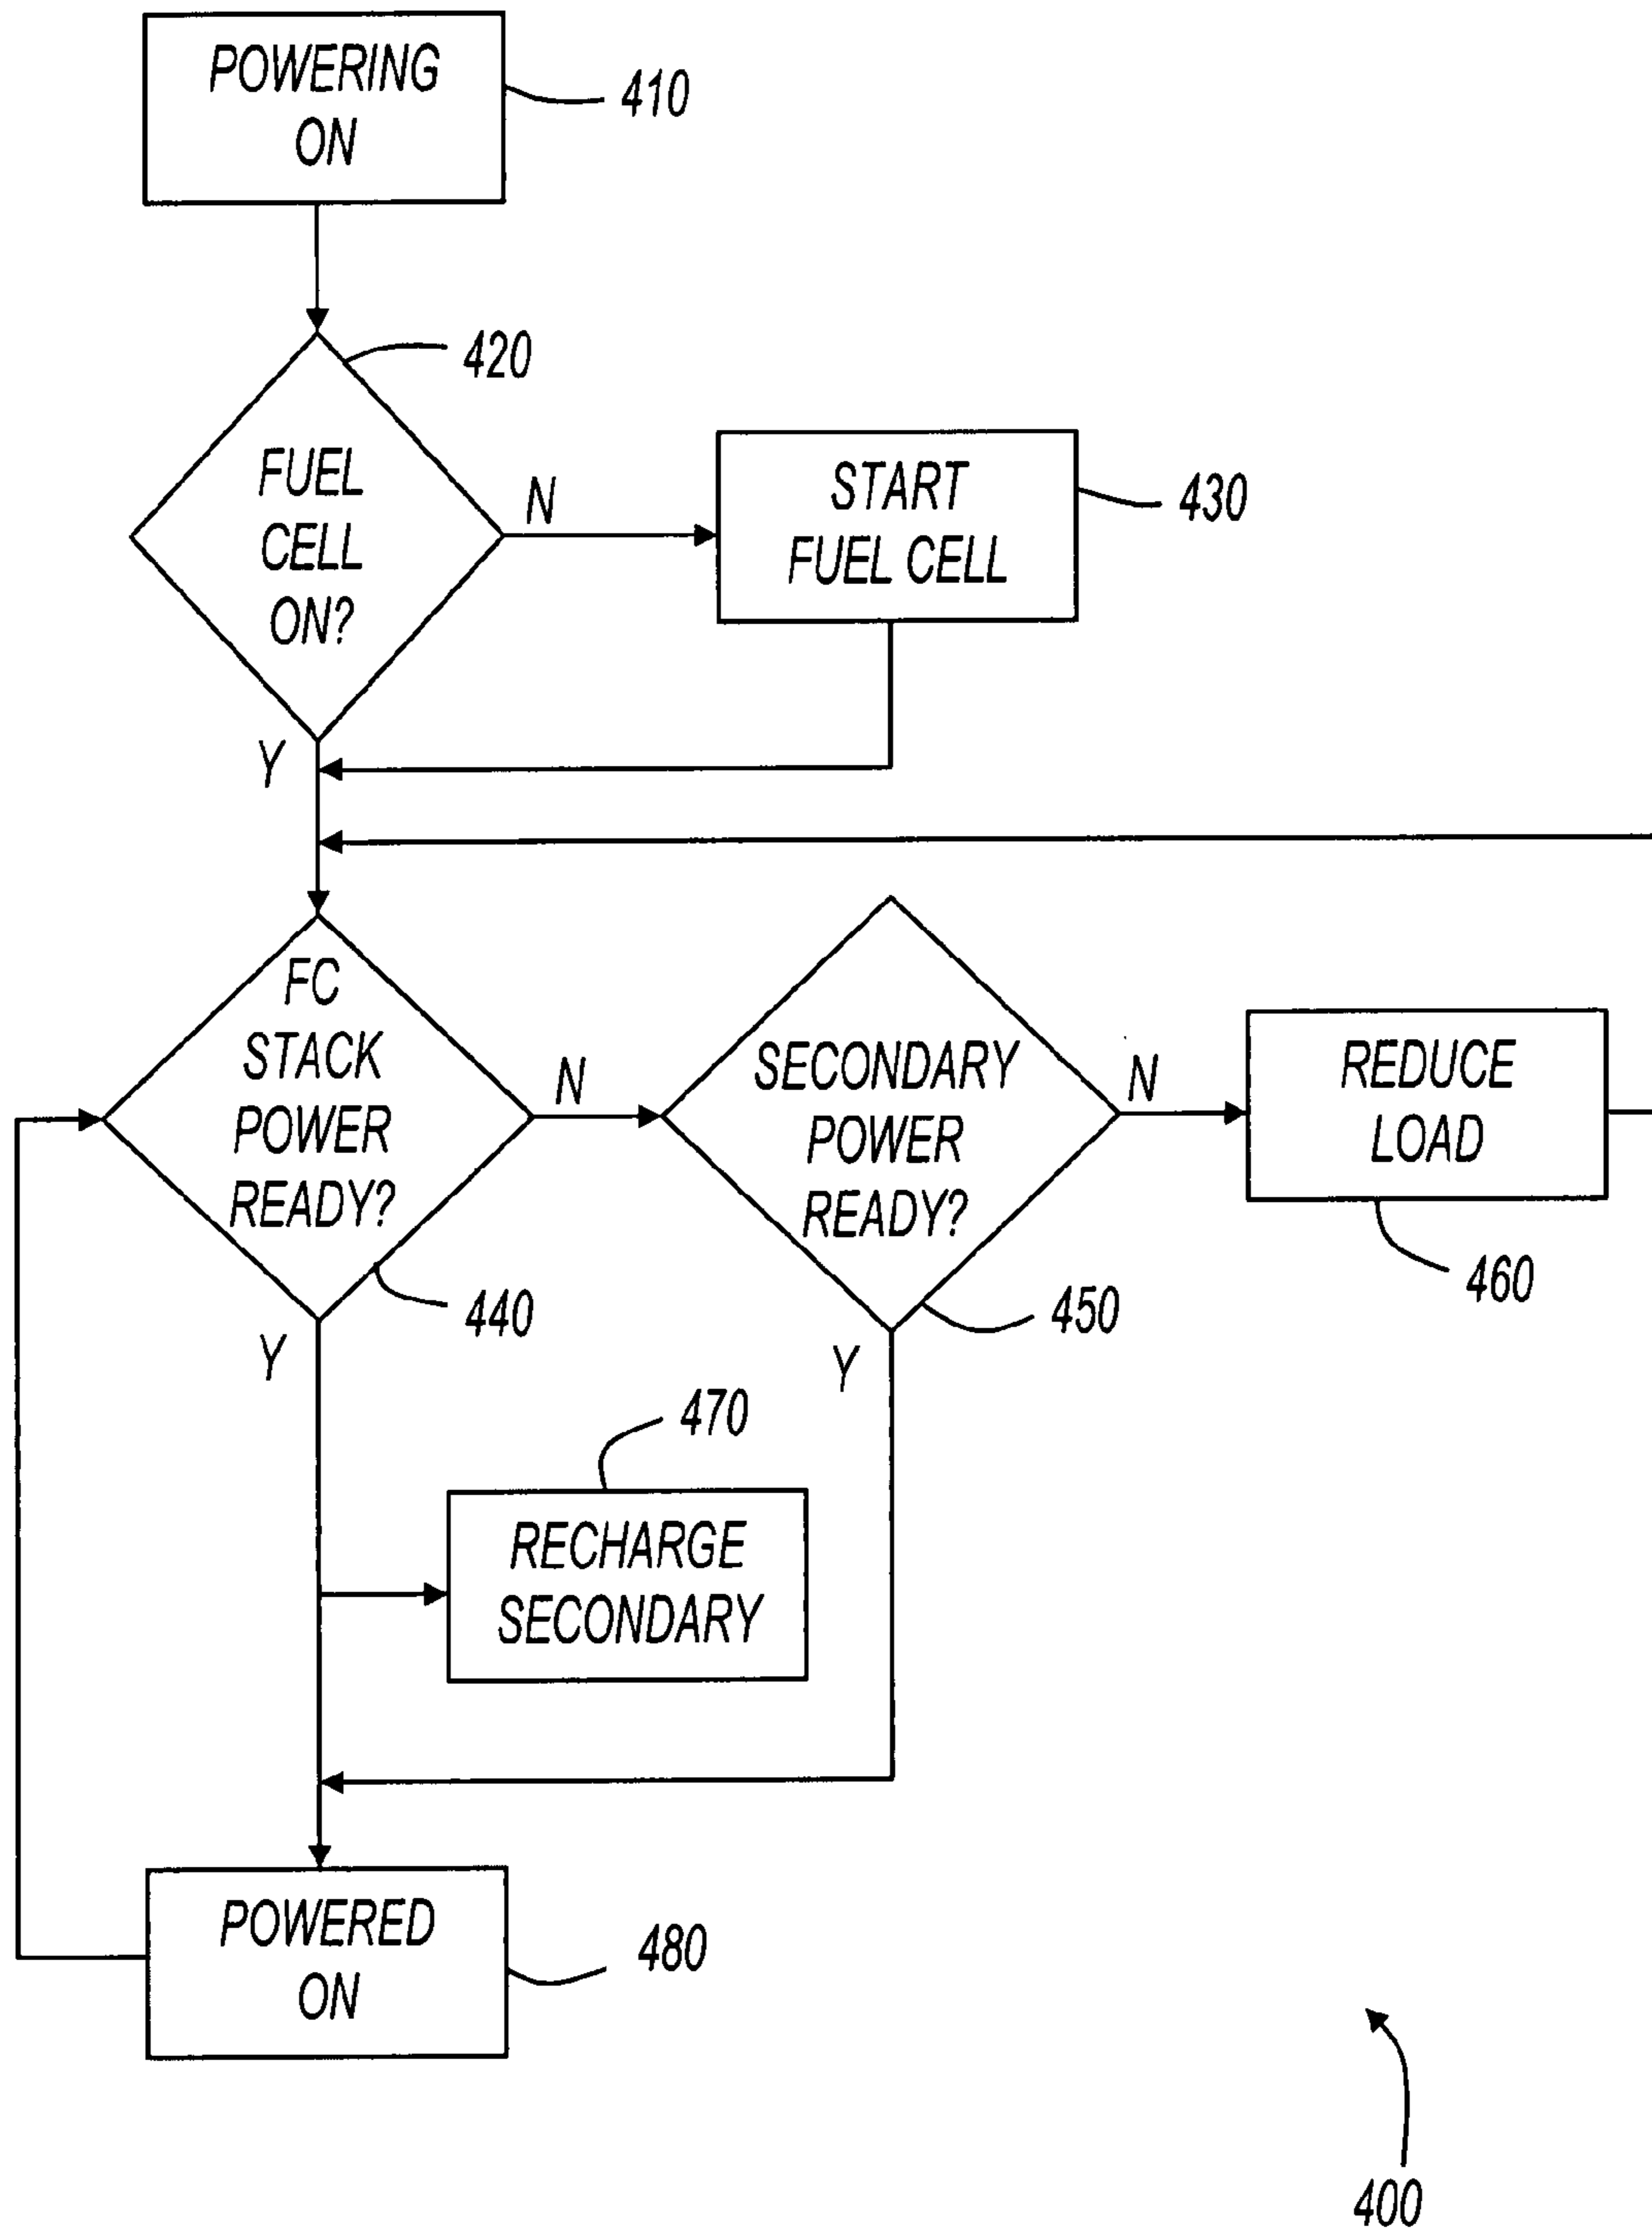 POWERING
ON
410
420
FUEL
CELL
ON?
N
START
FUEL CELL
430
Y
FC
STACK
POWER
READY?
440
N
SECONDARY
POWER
READY?
450
N
REDUCE
LOAD
460
Y
Y
470
RECHARGE
SECONDARY
POWERED
ON
480
400